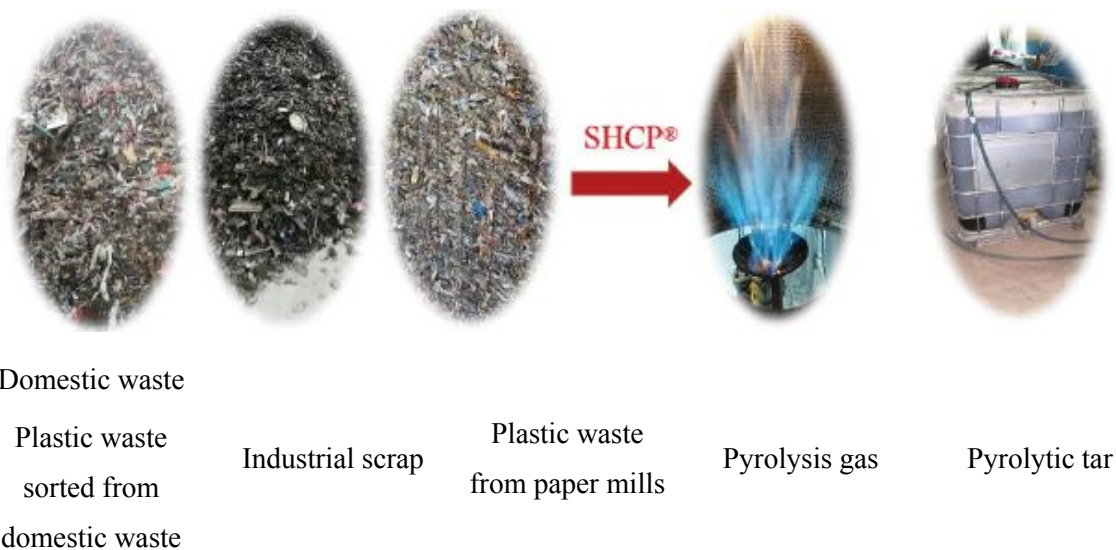 SHCP®
Domestic waste
Plastic waste
sorted from
domestic waste
Industrial scrap
Plastic waste
from paper mills
Pyrolysis gas
Pyrolytic tar